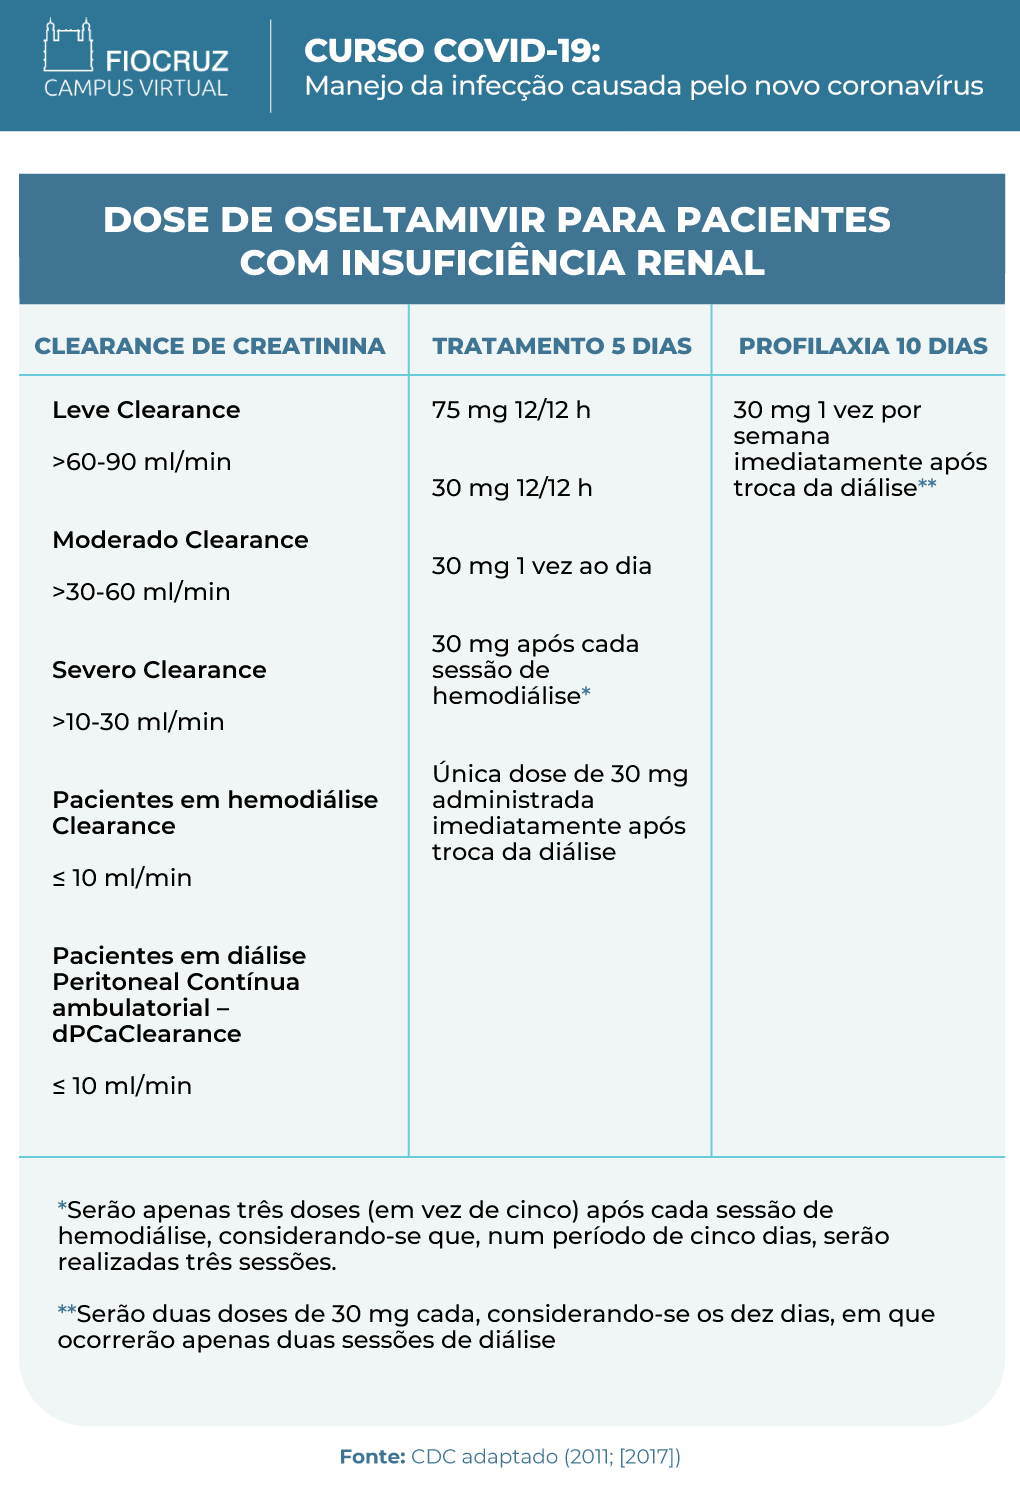 FIOCRUZ
CAMPUS VIRTUAL
CURSO COVID-19:
Manejo da infecção causada pelo novo coronavírus
DOSE DE OSELTAMIVIR PARA PACIENTES
COM INSUFICIÊNCIA RENAL
CLEARANCE DE CREATININA
Leve Clearance
>60-90 ml/min
Moderado Clearance
>30-60 ml/min
Severo Clearance
>10-30 ml/min
Pacientes em hemodiálise
Clearance
≤ 10 ml/min
Pacientes em diálise
Peritoneal Contínua
ambulatorial –
dPCaClearance
≤ 10 ml/min
TRATAMENTO 5 DIAS
75 mg 12/12 h
30 mg 12/12 h
30 mg 1 vez ao dia
30 mg após cada
sessão de
hemodiálise*
Única dose de 30 mg
administrada
imediatamente após
troca da diálise
PROFILAXIA 10 DIAS
30 mg 1 vez por
semana
imediatamente após
troca da diálise**
*Serão apenas três doses (em vez de cinco) após cada sessão de
hemodiálise, considerando-se que, num período de cinco dias, serão
realizadas três sessões.
**Serão duas doses de 30 mg cada, considerando-se os dez dias, em que
ocorrerão apenas duas sessões de diálise
Fonte: CDC adaptado (2011; [2017])